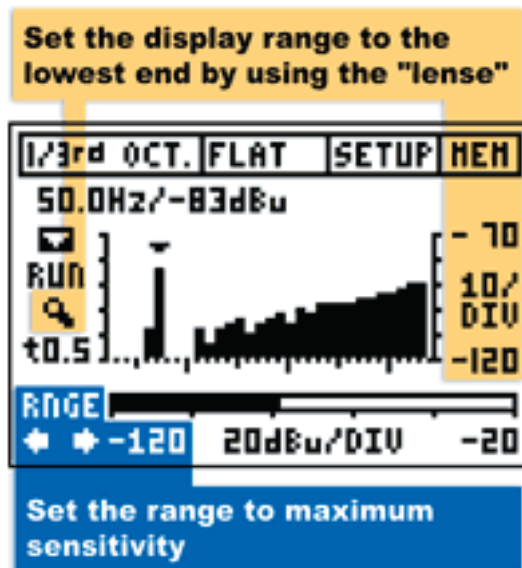 Set the display range to the
lowest end by using the "lense"
1/3rd OCT. FLAT SETUP MEM
50.0Hz/-83dBu
- 70
RUN
10/
DIV
t0.5
-120
RNGE
-120 20dBu/DIV -20
Set the range to maximum
sensitivity